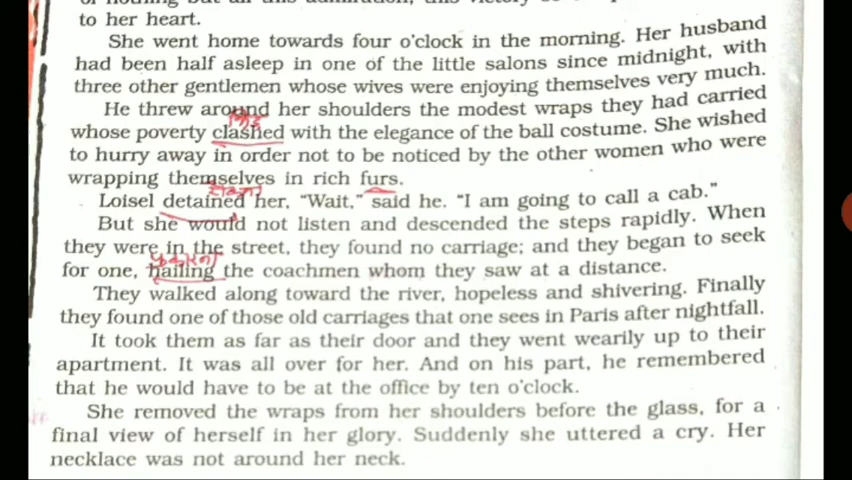 to her heart.
She went home towards four o'clock in the morning. Her husband
had been half asleep in one of the little salons since midnight, with
three other gentlemen whose wives were enjoying themselves very much.
He threw around her shoulders the modest wraps they had carried
whose poverty clashed with the elegance of the ball costume. She wished
to hurry away in order not to be noticed by the other women who were
wrapping themselves in rich furs.
रोकना
Loisel detained her, "Wait," said he. "I am going to call a cab."
But she would not listen and descended the steps rapidly. When
they were in the street, they found no carriage; and they began to seek
पुकारना
for one, hailing the coachmen whom they saw at a distance.
They walked along toward the river, hopeless and shivering. Finally
they found one of those old carriages that one sees in Paris after nightfall.
It took them as far as their door and they went wearily up to their
apartment. It was all over for her. And on his part, he remembered
that he would have to be at the office by ten o'clock.
She removed the wraps from her shoulders before the glass, for a
final view of herself in her glory. Suddenly she uttered a cry. Her
necklace was not around her neck.